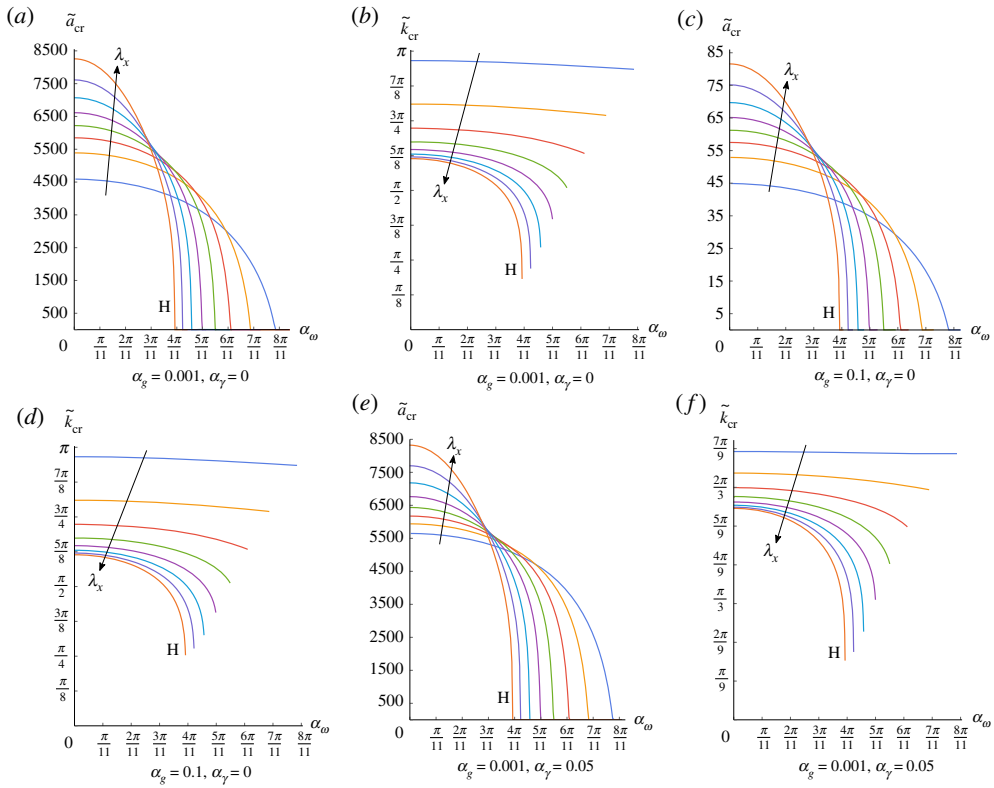 (a)
ã_cr
8500
7500
6500
5500
4500
3500
2500
1500
500
0
λ_x
H
π/11 2π/11 3π/11 4π/11 5π/11 6π/11 7π/11 8π/11
α_ω
α_g = 0.001, α_γ = 0
(b)
k̃_cr
π
7π/8
3π/4
5π/8
π/2
3π/8
π/4
π/8
0
λ_x
H
π/11 2π/11 3π/11 4π/11 5π/11 6π/11 7π/11 8π/11
α_ω
α_g = 0.001, α_γ = 0
(c)
ã_cr
85
75
65
55
45
35
25
15
5
0
λ_x
H
π/11 2π/11 3π/11 4π/11 5π/11 6π/11 7π/11 8π/11
α_ω
α_g = 0.1, α_γ = 0
(d)
k̃_cr
π
7π/8
3π/4
5π/8
π/2
3π/8
π/4
π/8
0
λ_x
H
π/11 2π/11 3π/11 4π/11 5π/11 6π/11 7π/11 8π/11
α_ω
α_g = 0.1, α_γ = 0
(e)
ã_cr
8500
7500
6500
5500
4500
3500
2500
1500
500
0
λ_x
H
π/11 2π/11 3π/11 4π/11 5π/11 6π/11 7π/11 8π/11
α_ω
α_g = 0.001, α_γ = 0.05
(f)
k̃_cr
7π/9
2π/3
5π/9
4π/9
π/3
2π/9
π/9
0
λ_x
H
π/11 2π/11 3π/11 4π/11 5π/11 6π/11 7π/11 8π/11
α_ω
α_g = 0.001, α_γ = 0.05